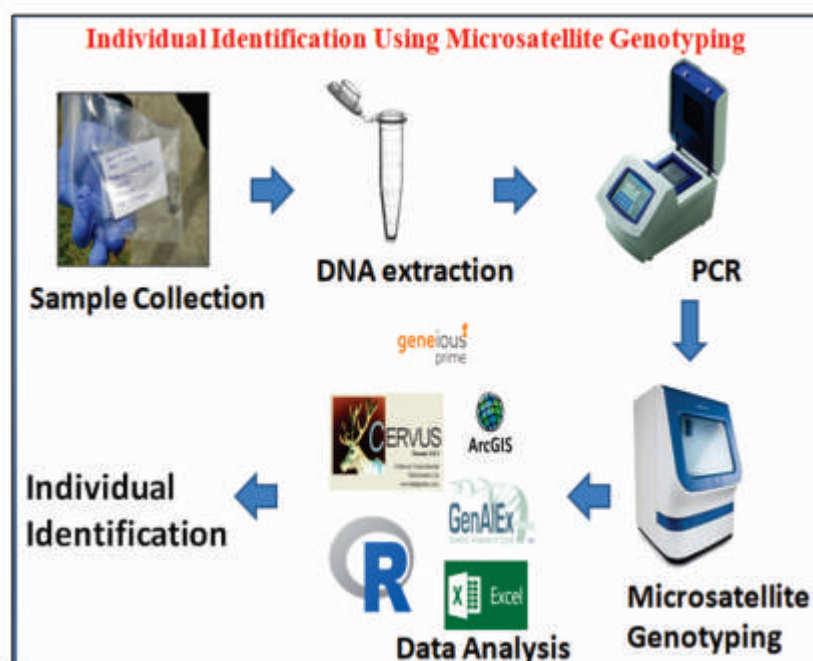 Individual Identification Using Microsatellite Genotyping
Sample Collection
DNA extraction
PCR
geneious
prime
CERVUS
ArcGIS
GenAlEx
R
X Excel
Data Analysis
Microsatellite
Genotyping
Individual
Identification